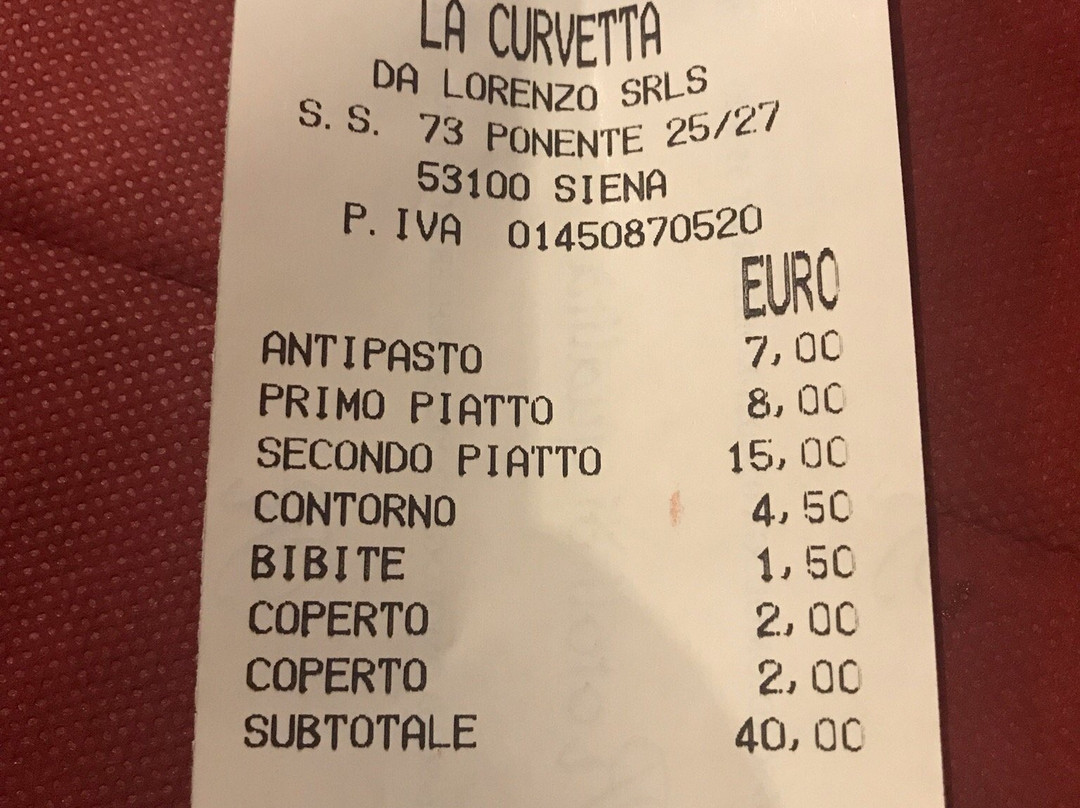 LA CURVETTA
DA LORENZO SRLS
S. S. 73 PONENTE 25/27
53100 SIENA
P. IVA 01450870520
EURO
ANTIPASTO 7,00
PRIMO PIATTO 8,00
SECONDO PIATTO 15,00
CONTORNO 4,50
BIBITE 1,50
COPERTO 2,00
COPERTO 2,00
SUBTOTALE 40,00